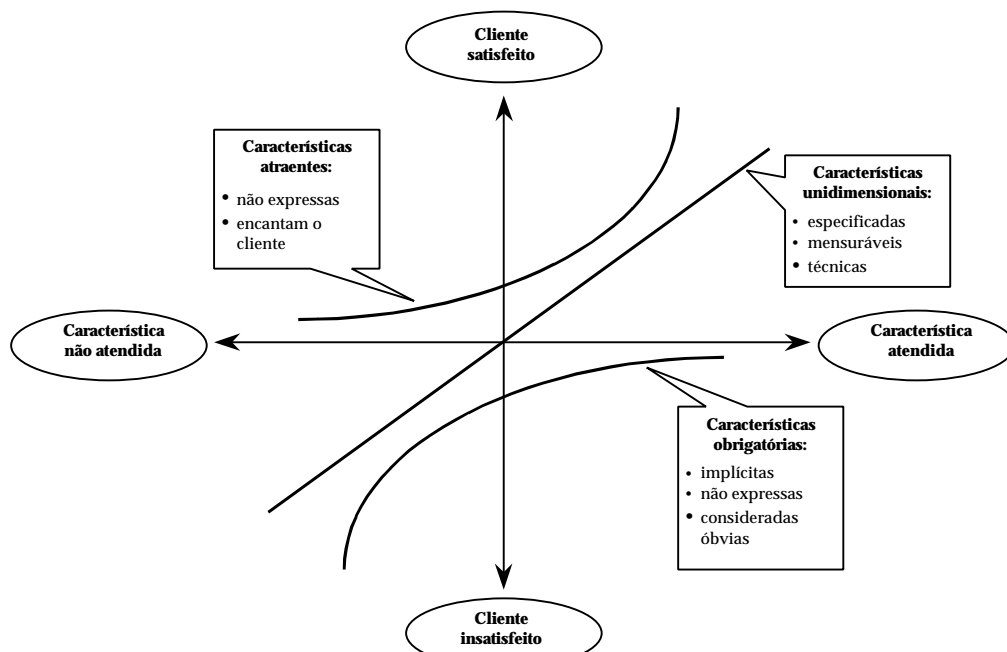 Cliente
satisfeito
Características
atraentes:
• não expressas
• encantam o
cliente
Características
unidimensionais:
• especificadas
• mensuráveis
• técnicas
Característica
não atendida
Característica
atendida
Características
obrigatórias:
• implícitas
• não expressas
• consideradas
óbvias
Cliente
insatisfeito